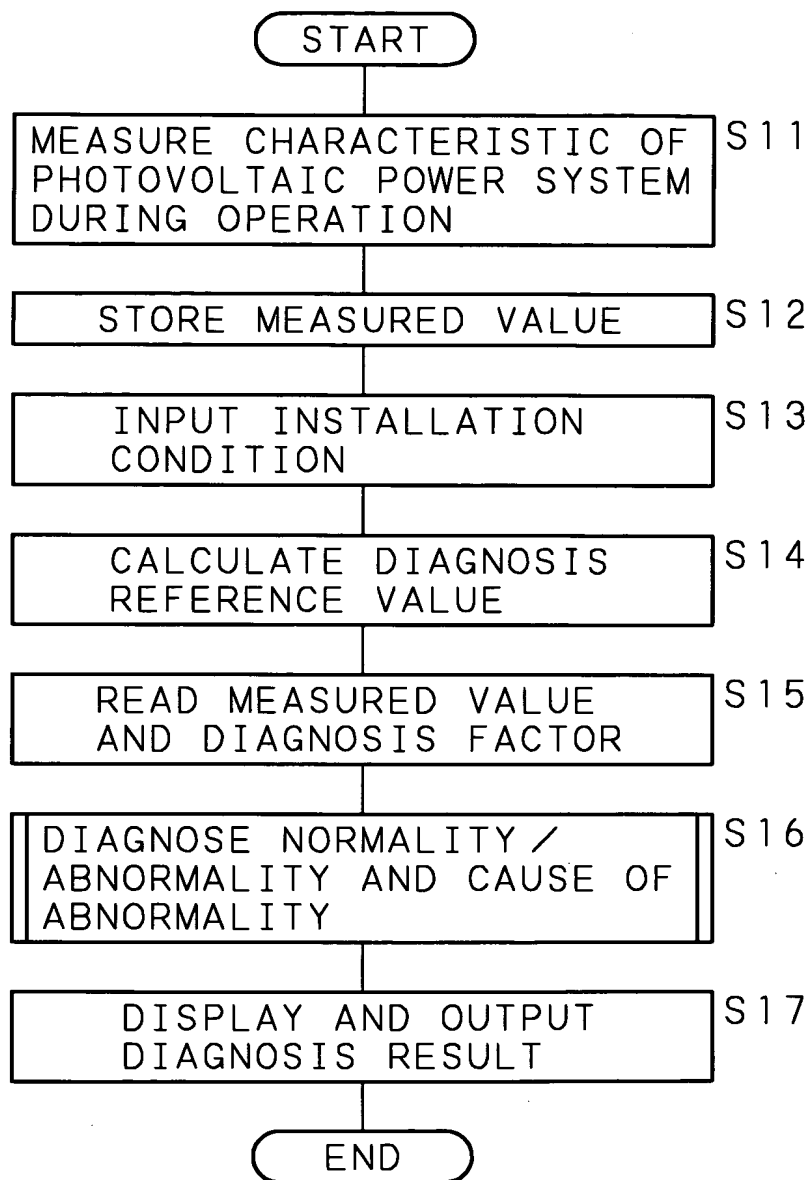 START
MEASURE CHARACTERISTIC OF
PHOTOVOLTAIC POWER SYSTEM
DURING OPERATION
S11
STORE MEASURED VALUE
S12
INPUT INSTALLATION
CONDITION
S13
CALCULATE DIAGNOSIS
REFERENCE VALUE
S14
READ MEASURED VALUE
AND DIAGNOSIS FACTOR
S15
DIAGNOSE NORMALITY/
ABNORMALITY AND CAUSE OF
ABNORMALITY
S16
DISPLAY AND OUTPUT
DIAGNOSIS RESULT
S17
END